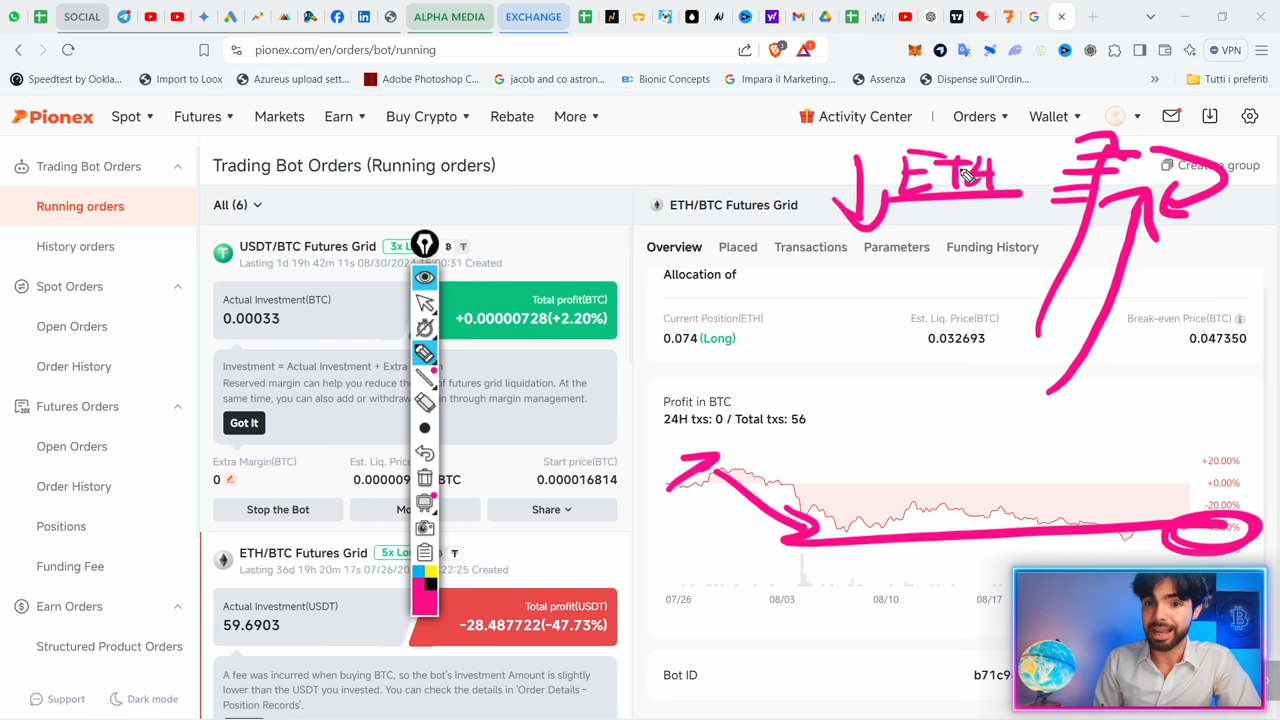 ALPHA MEDIA
SOCIAL
EXCHANGE
pionex.com/en/orders/bot/running
VPN
Speedtest by Ookla...
Import to Loox
Azureus upload sett...
Adobe Photoshop C...
jacob and co astron...
Bionic Concepts
Impara il Marketing...
Assenza
Dispense sull'Ordin...
Tutti i preferiti
Pionex
Spot
Futures
Markets
Earn
Buy Crypto
Rebate
More
Activity Center
Orders
Wallet
Trading Bot Orders
Running orders
History orders
Spot Orders
Open Orders
Order History
Futures Orders
Open Orders
Order History
Positions
Funding Fee
Earn Orders
Structured Product Orders
Support
Dark mode
Trading Bot Orders (Running orders)
ETH
All (6)
USDT/BTC Futures Grid
3x
Lasting 1d 19h 42m 11s 08/30/2024 Created
Actual Investment(BTC)
0.00033
Total profit(BTC)
+0.00000728(+2.20%)
Investment = Actual Investment + Extra
Reserved margin can help you reduce the of futures grid liquidation. At the
same time, you can also add or withdraw through margin management.
Got It
Extra Margin(BTC)
Est. Liq. Price
Start price(BTC)
0
BTC
0.000016814
Stop the Bot
Share
ETH/BTC Futures Grid
5x
Lasting 36d 19h 20m 17s 07/26/20 22:25 Created
Actual Investment(USDT)
59.6903
Total profit(USDT)
-28.487722(-47.73%)
A fee was incurred when buying BTC, so the bot's Investment Amount is slightly
lower than the USDT you invested. You can check the details in 'Order Details -
Position Records'.
ETH/BTC Futures Grid
Overview
Placed
Transactions
Parameters
Funding History
Allocation of
Current Position(ETH)
Est. Liq. Price(BTC)
Break-even Price(BTC)
0.074 (Long)
0.032693
0.047350
Profit in BTC
24H txs: 0 / Total txs: 56
+20.00%
+0.00%
-20.00%
07/26
08/03
08/10
08/17
Bot ID
b71c9